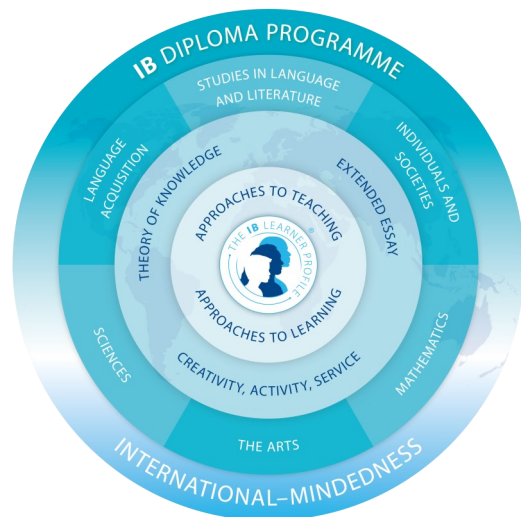 IB DIPLOMA PROGRAMME
STUDIES IN LANGUAGE
AND LITERATURE
LANGUAGE
ACQUISITION
INDIVIDUALS AND
SOCIETIES
THEORY OF KNOWLEDGE
EXTENDED ESSAY
APPROACHES TO TEACHING
THE IB LEARNER PROFILE
®
APPROACHES TO LEARNING
CREATIVITY, ACTIVITY, SERVICE
SCIENCES
MATHEMATICS
THE ARTS
INTERNATIONAL–MINDEDNESS